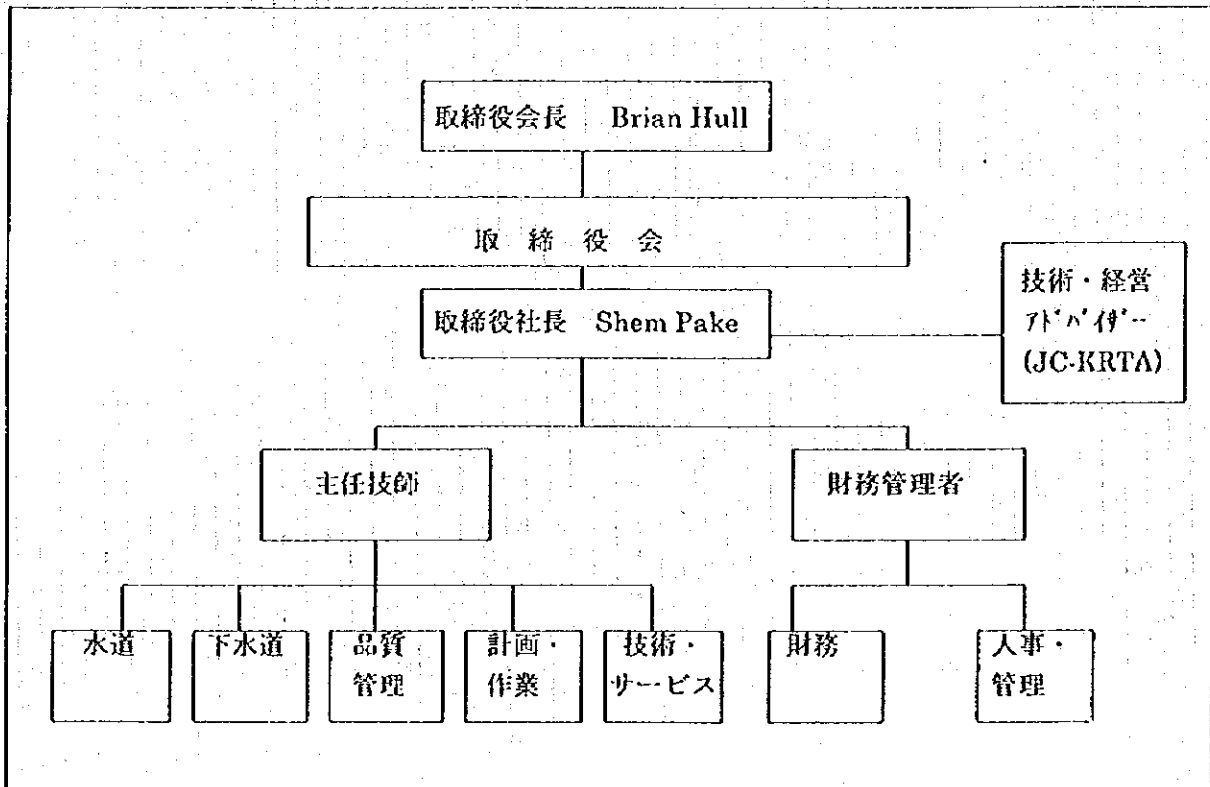 取締役会長 Brian Hull
取 締 役 会
取締役社長 Shem Pake
技術・経営
ｱﾄﾞﾊﾞｲｻﾞｰ
(JC-KRTA)
主任技師
財務管理者
水道
下水道
品質
管理
計画・
作業
技術・
サービス
財務
人事・
管理